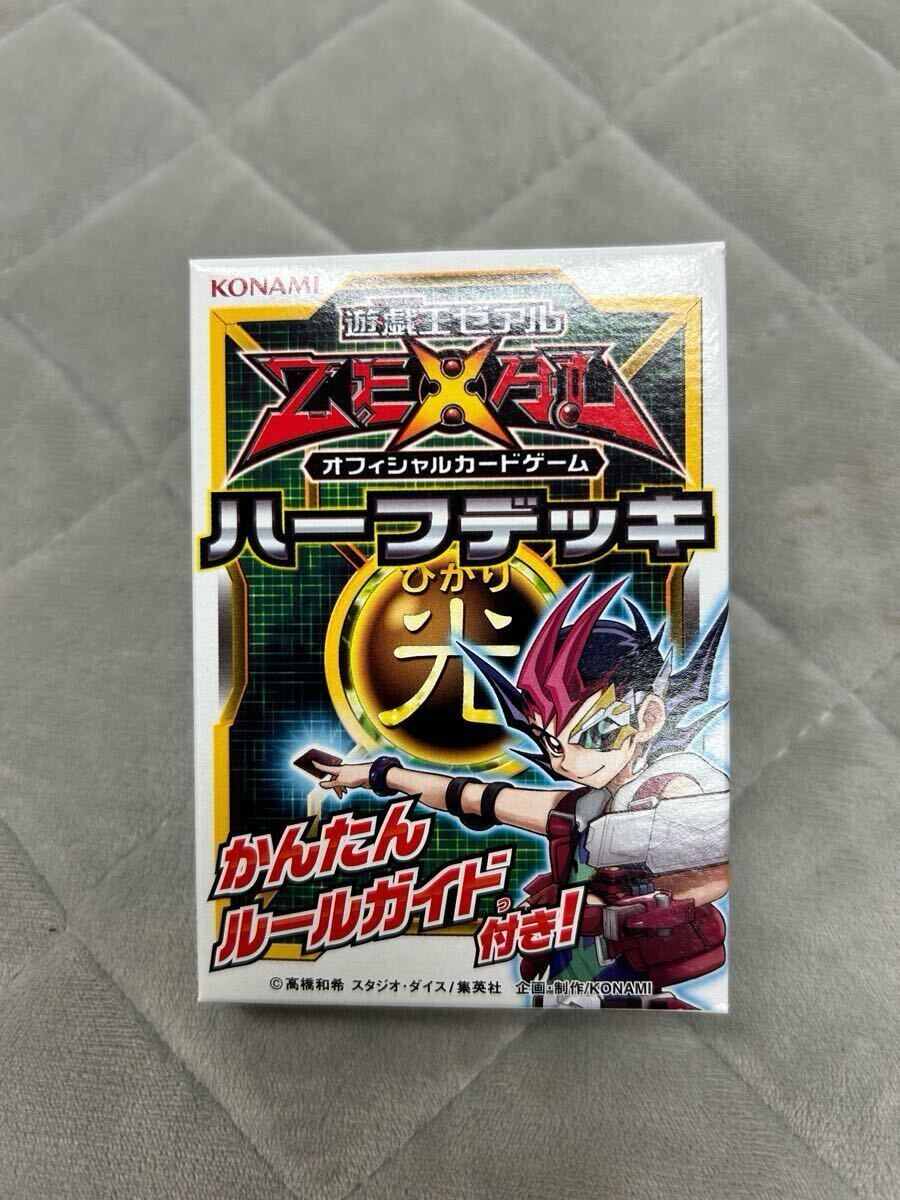 KONAMI
遊戯王ゼアル
ZEXAL
オフィシャルカードゲーム
ハーフデッキ
ひかり
光
かんたん
ルールガイド
つ
付き!
©高橋和希 スタジオ・ダイス/集英社 企画・制作/KONAMI